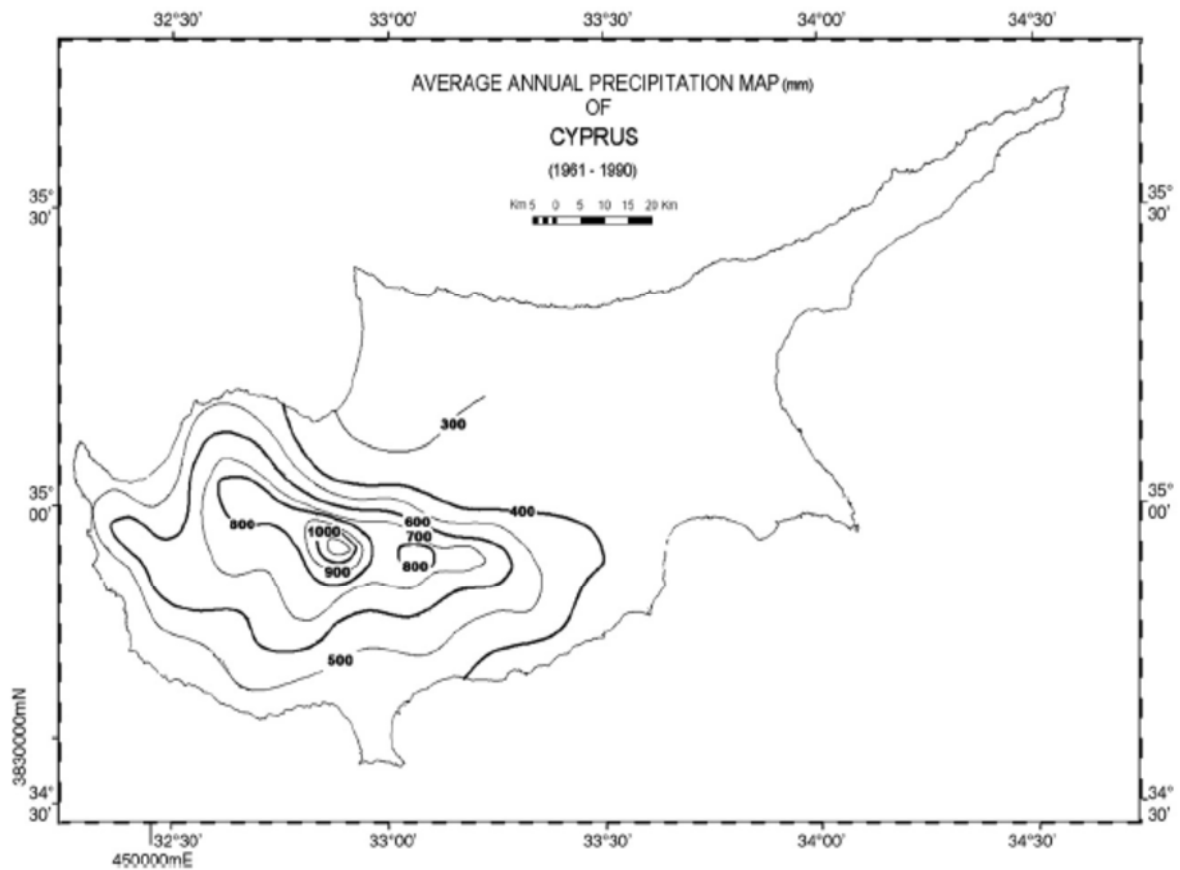 32°30' 33°00' 33°30' 34°00' 34°30'
AVERAGE ANNUAL PRECIPITATION MAP (mm)
OF
CYPRUS
(1961 - 1990)
Km 5 0 5 10 15 20 Km
35°
30'
35°
30'
300
35°
00'
35°
00'
400
600
800
1000
700
800
900
500
3830000mN
34°
30'
34°
30'
32°30' 33°00' 33°30' 34°00' 34°30'
450000mE